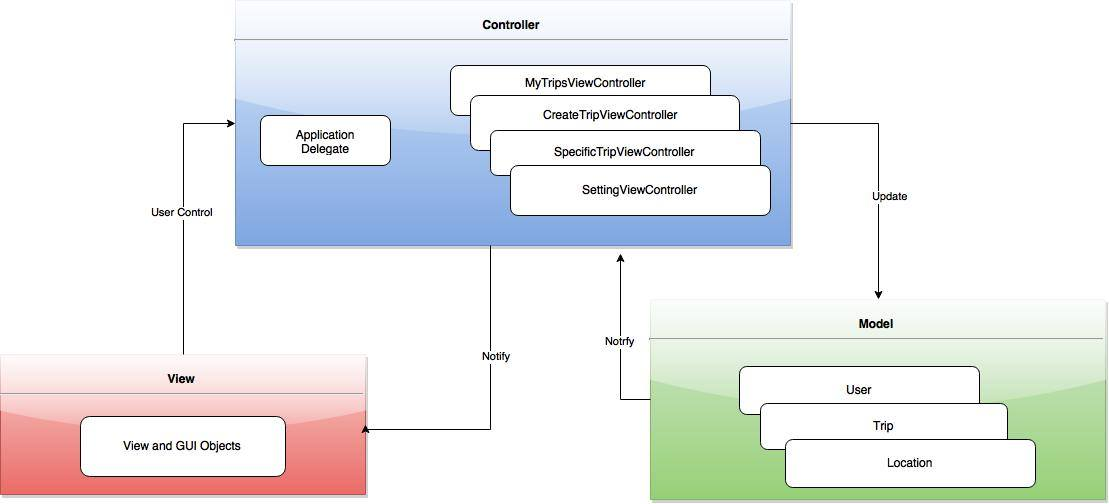 Controller
MyTripsViewController
CreateTripViewController
Application
Delegate
SpecificTripViewController
SettingViewController
User Control
Update
Model
Notrfy
Notify
View
User
Trip
View and GUI Objects
Location